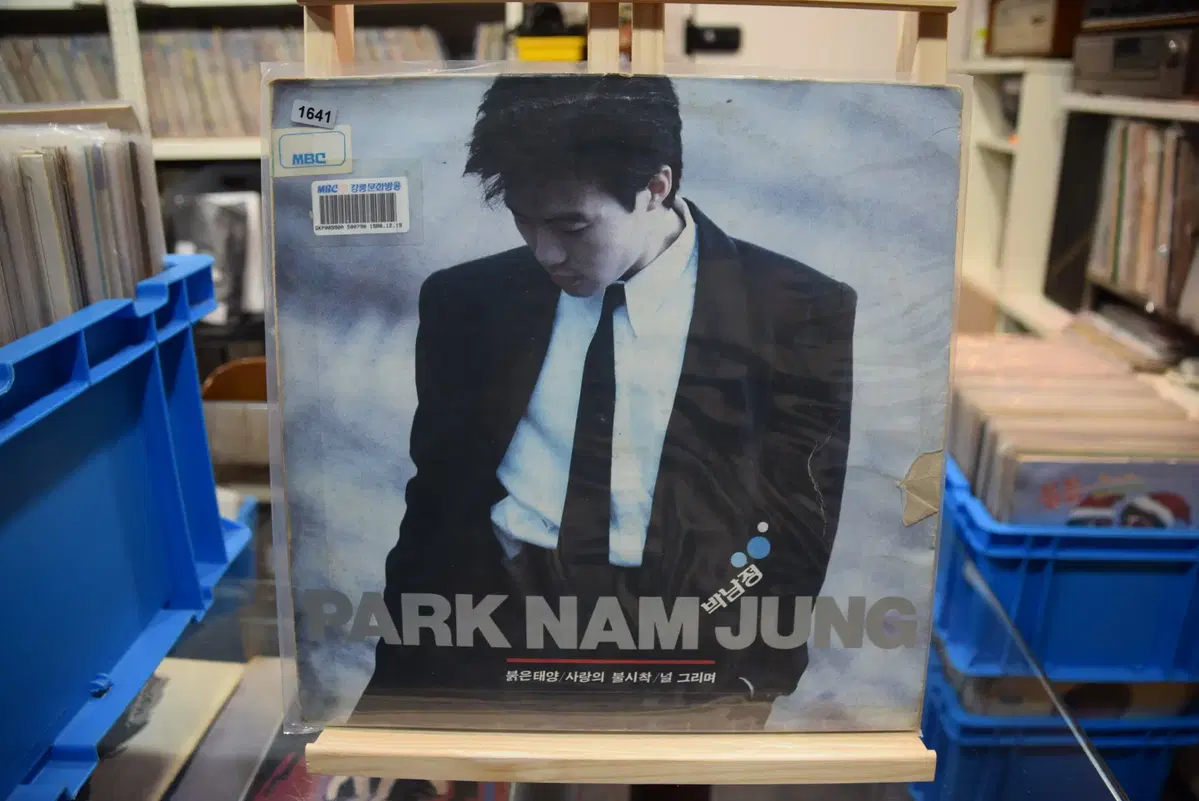 1641
MBC
MBC 강릉문화방송
박남정
PARK NAM JUNG
붉은태양/사랑의 불시착/널 그리며